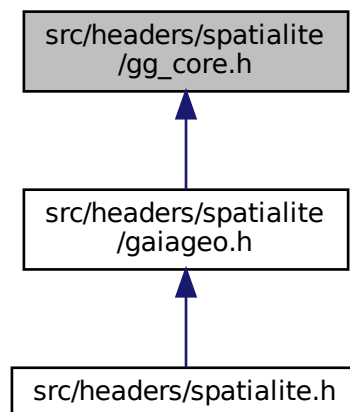 src/headers/spatialite
/gg_core.h
src/headers/spatialite
/gaiageo.h
src/headers/spatialite.h